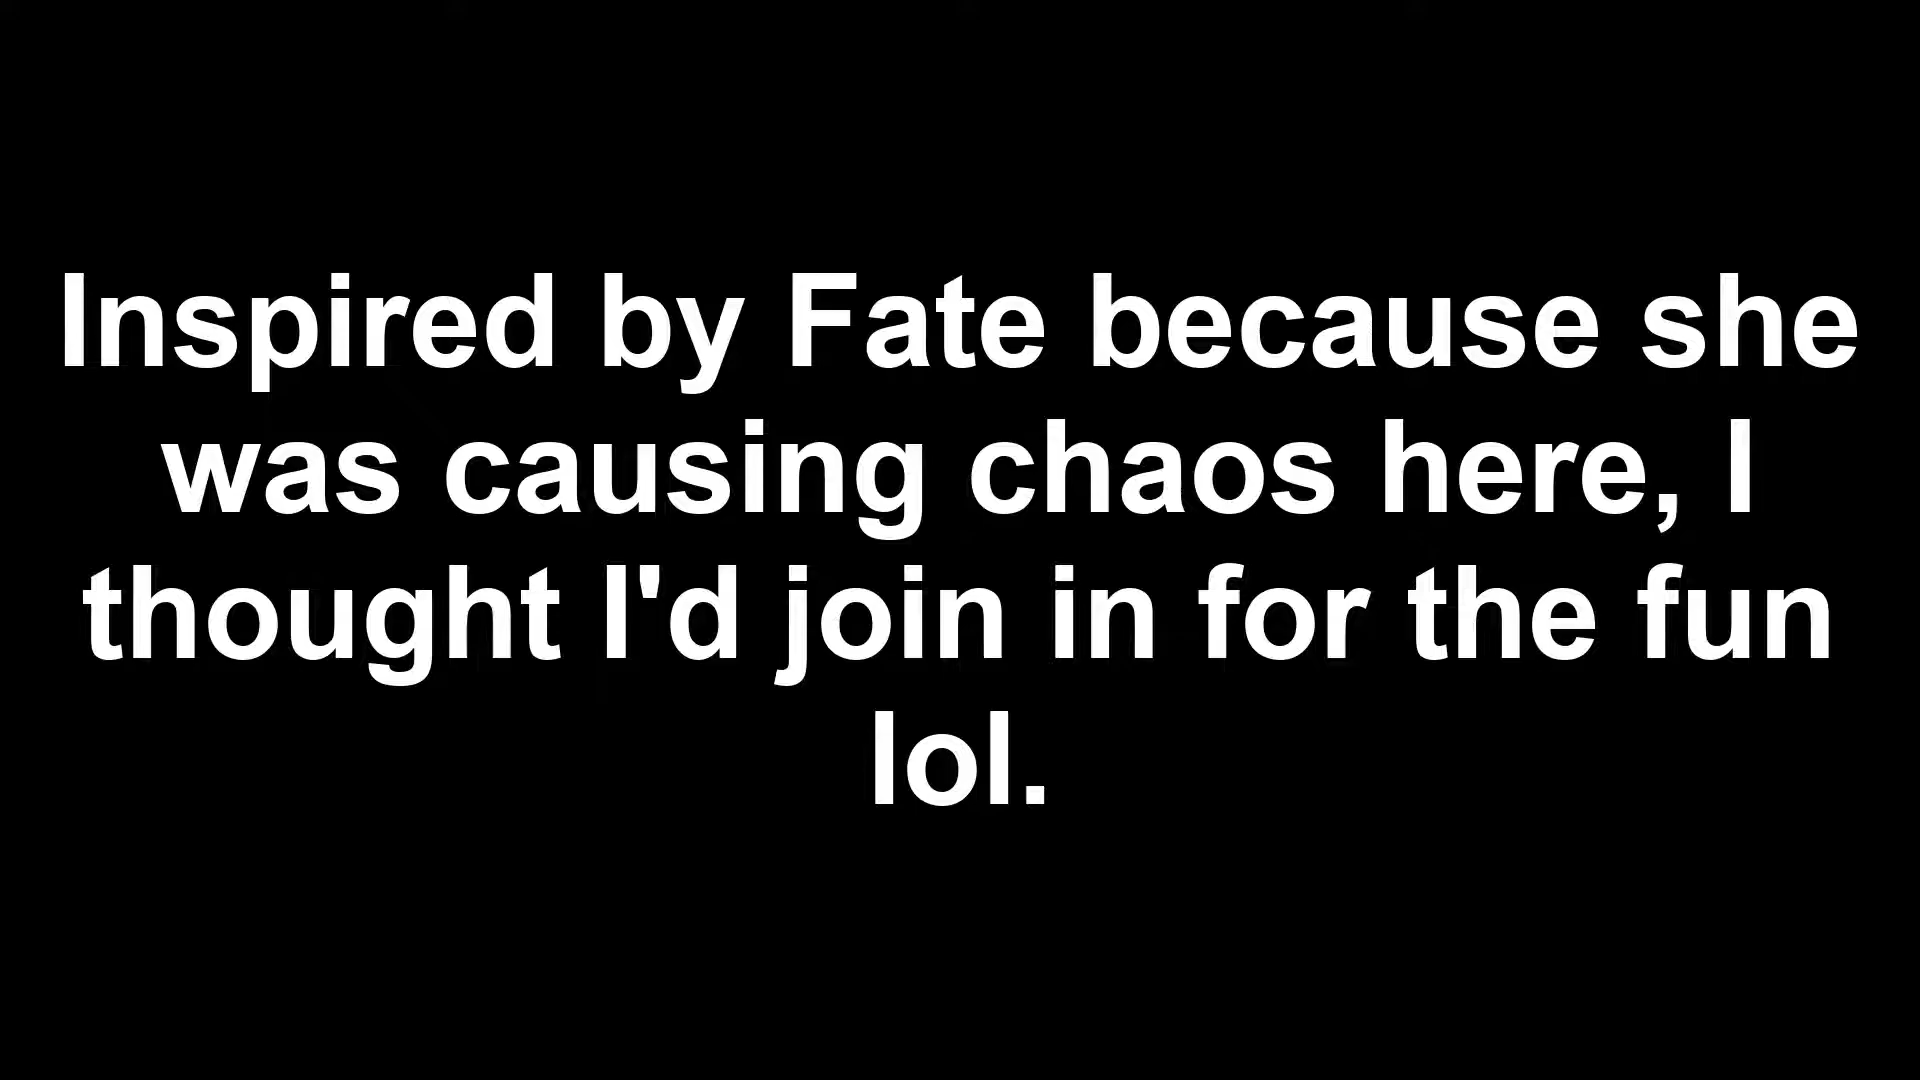 Inspired by Fate because she
was causing chaos here, I
thought I'd join in for the fun
lol.